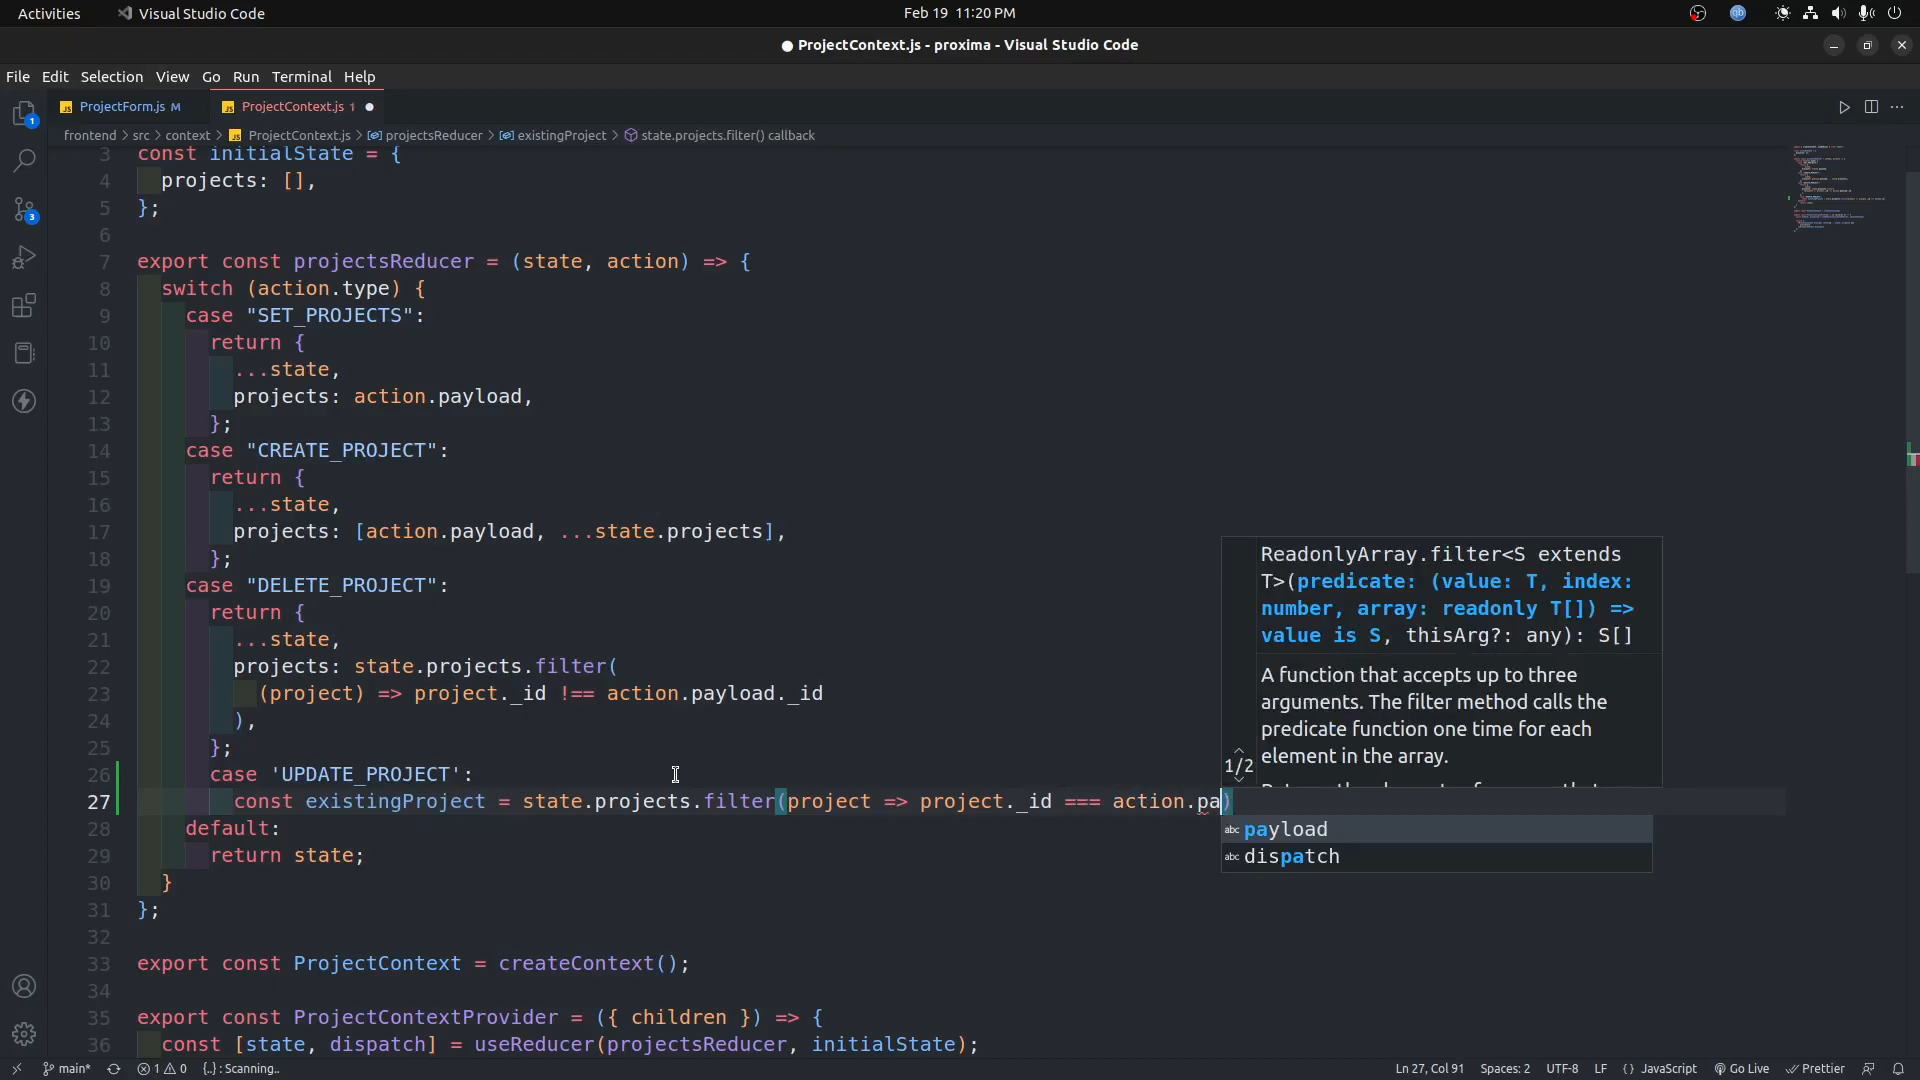 Activities Visual Studio Code Feb 19 11:20 PM
● ProjectContext.js - proxima - Visual Studio Code
File Edit Selection View Go Run Terminal Help
JS ProjectForm.js M JS ProjectContext.js 1 ●
frontend > src > context > JS ProjectContext.js > projectsReducer > existingProject > state.projects.filter() callback
3 const initialState = {
4 projects: [],
5 };
6
7 export const projectsReducer = (state, action) => {
8 switch (action.type) {
9 case "SET_PROJECTS":
10 return {
11 ...state,
12 projects: action.payload,
13 };
14 case "CREATE_PROJECT":
15 return {
16 ...state,
17 projects: [action.payload, ...state.projects],
18 };
19 case "DELETE_PROJECT":
20 return {
21 ...state,
22 projects: state.projects.filter(
23 (project) => project._id !== action.payload._id
24 ),
25 };
26 case 'UPDATE_PROJECT':
27 const existingProject = state.projects.filter(project => project._id === action.pa)
28 default:
29 return state;
30 }
31 };
32
33 export const ProjectContext = createContext();
34
35 export const ProjectContextProvider = ({ children }) => {
36 const [state, dispatch] = useReducer(projectsReducer, initialState);
ReadonlyArray.filter<S extends
T>(predicate: (value: T, index:
number, array: readonly T[]) =>
value is S, thisArg?: any): S[]
A function that accepts up to three
arguments. The filter method calls the
predicate function one time for each
element in the array.
1/2
abc payload
abc dispatch
1
3
main* 1 0 {..}: Scanning.. Ln 27, Col 91 Spaces: 2 UTF-8 LF {} JavaScript Go Live Prettier